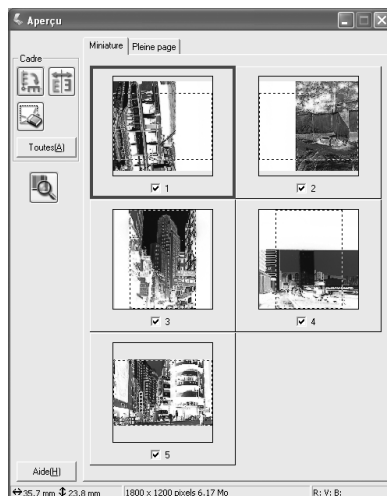 Aperçu
Miniature Pleine page
Cadre
Toutes(A)
1
2
3
4
5
Aide(H)
35.7 mm 23.8 mm 1800 x 1200 pixels 6.17 Mo R: V: B: